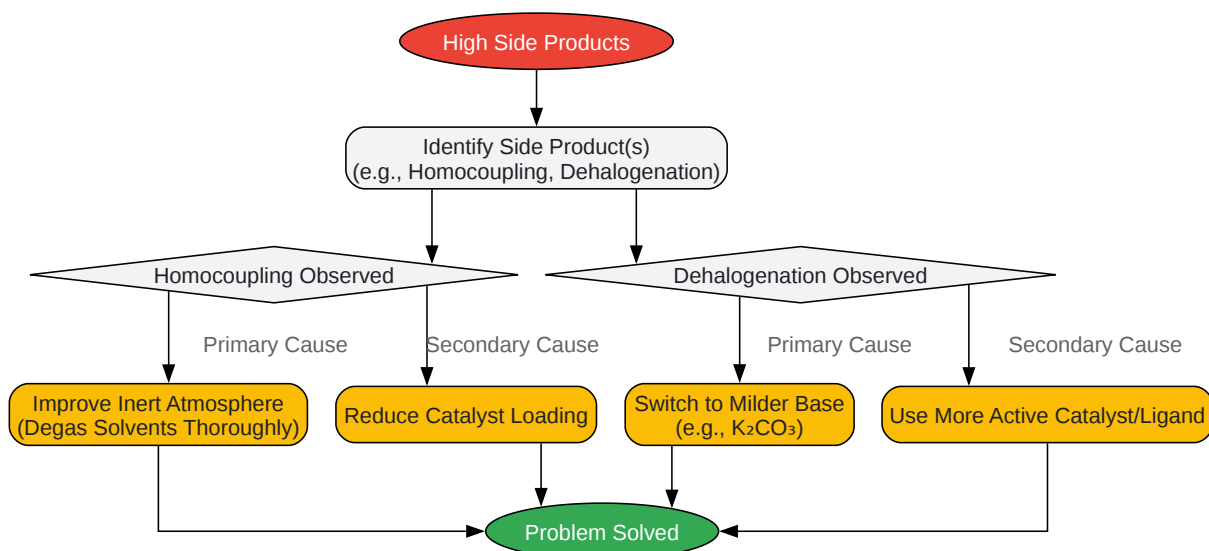 High Side Products
Identify Side Product(s)
(e.g., Homocoupling, Dehalogenation)
Homocoupling Observed
Dehalogenation Observed
Primary Cause
Secondary Cause
Primary Cause
Secondary Cause
Improve Inert Atmosphere
(Degas Solvents Thoroughly)
Reduce Catalyst Loading
Switch to Milder Base
(e.g., K₂CO₃)
Use More Active Catalyst/Ligand
Problem Solved